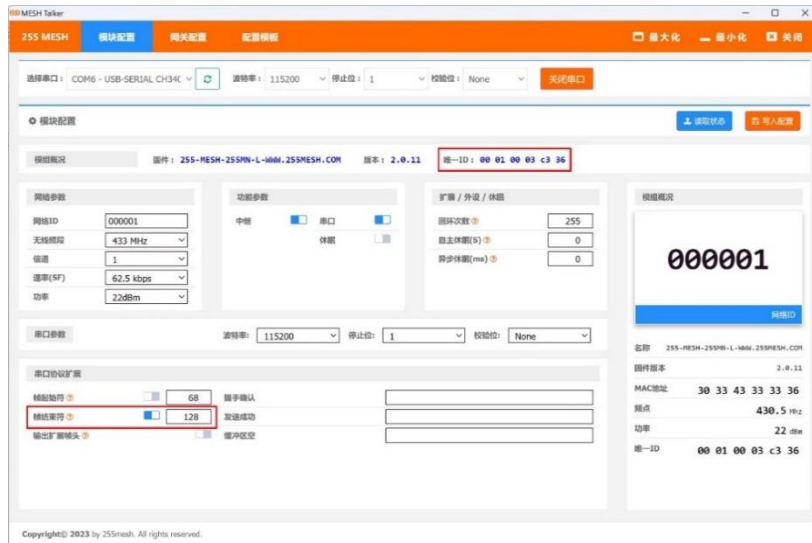 MESH Talker
255 MESH 模块配置 网关配置 配置模板 最大化 最小化 关闭
选择串口： COM6 - USB-SERIAL CH34( 波特率： 115200 停止位： 1 校验位： None 关闭串口
模块配置 读取状态 写入配置
模组概况 固件： 255-MESH-255MN-L-WWW.255MESH.COM 版本： 2.0.11 唯一ID： 00 01 00 03 c3 36
网络参数 功能参数 扩展 / 外设 / 休眠 模组概况
网络ID 000001 中继 串口 回环次数 255
无线频段 433 MHz 休眠 自主休眠(S) 0
信道 1 异步休眠(ms) 0
速率(SF) 62.5 kbps
功率 22dBm
000001
网络ID
串口参数 波特率： 115200 停止位： 1 校验位： None
名称 255-MESH-255MN-L-WWW.255MESH.COM
固件版本 2.0.11
MAC地址 30 33 43 33 33 36
频点 430.5 MHz
功率 22 dBm
唯一ID 00 01 00 03 c3 36
串口协议扩展
帧起始符 68 握手确认
帧结束符 128 发送成功
输出扩展帧头 缓冲区空
Copyright© 2023 by 255mesh. All rights reserved.